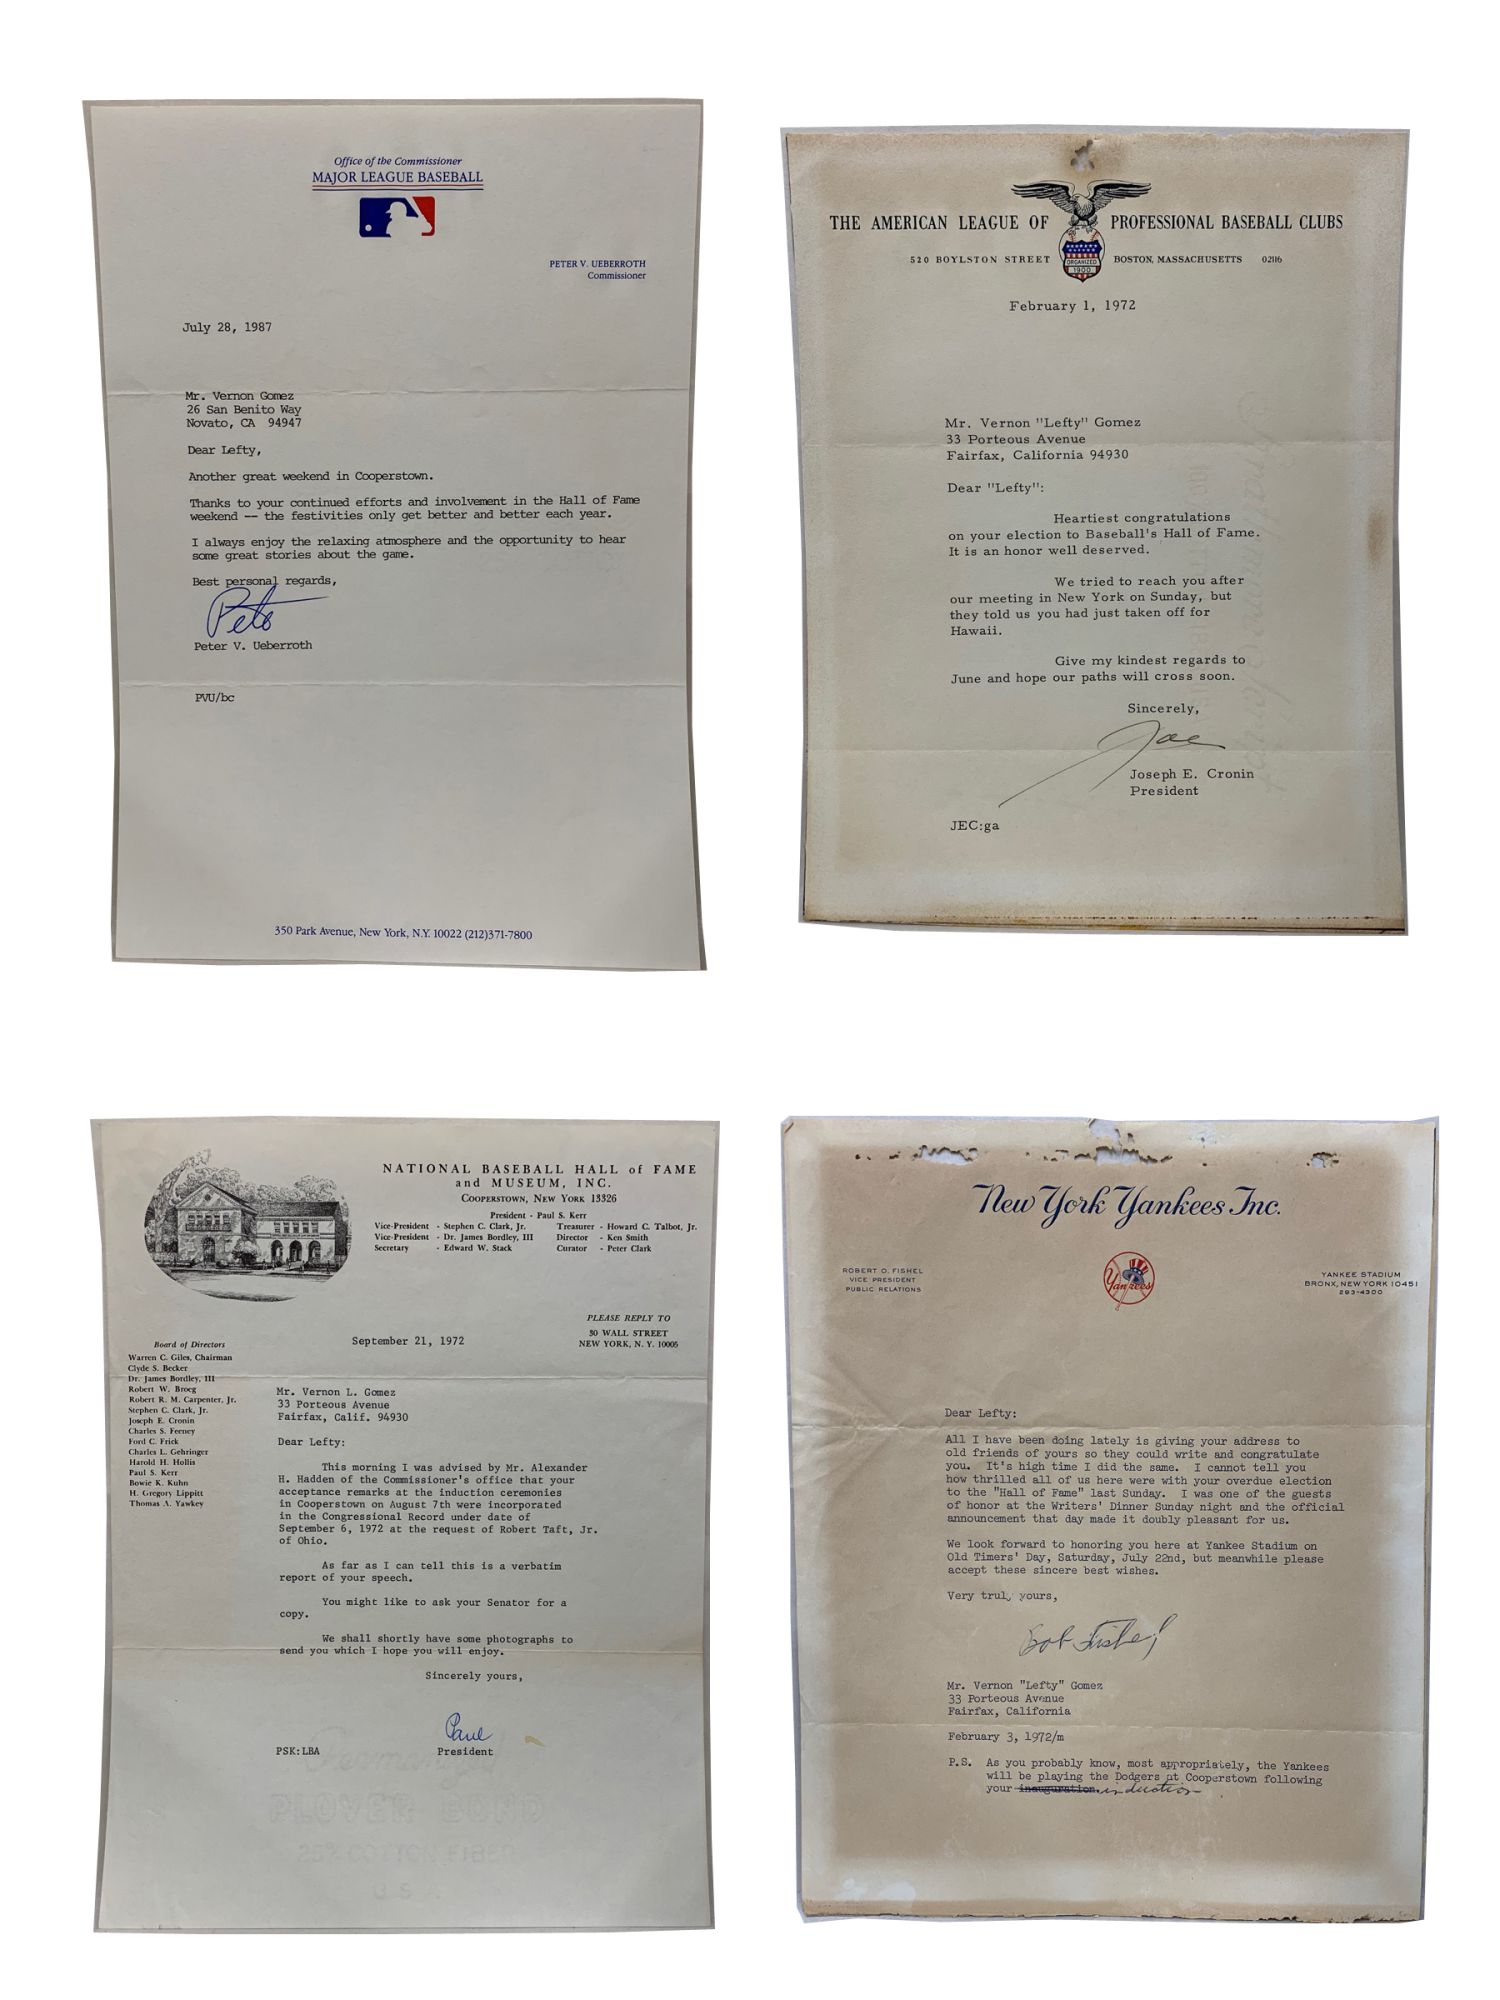 Office of the Commissioner
MAJOR LEAGUE BASEBALL
PETER V. UEBERROTH
Commissioner
July 28, 1987
Mr. Vernon Gomez
26 San Benito Way
Novato, CA 94947
Dear Lefty,
Another great weekend in Cooperstown.
Thanks to your continued efforts and involvement in the Hall of Fame
weekend -- the festivities only get better and better each year.
I always enjoy the relaxing atmosphere and the opportunity to hear
some great stories about the game.
Best personal regards,
Pete
Peter V. Ueberroth
PVU/bc
350 Park Avenue, New York, N.Y. 10022 (212)371-7800
THE AMERICAN LEAGUE OF PROFESSIONAL BASEBALL CLUBS
ORGANIZED
1900
520 BOYLSTON STREET BOSTON, MASSACHUSETTS 02116
February 1, 1972
Mr. Vernon "Lefty" Gomez
33 Porteous Avenue
Fairfax, California 94930
Dear "Lefty":
Heartiest congratulations
on your election to Baseball's Hall of Fame.
It is an honor well deserved.
We tried to reach you after
our meeting in New York on Sunday, but
they told us you had just taken off for
Hawaii.
Give my kindest regards to
June and hope our paths will cross soon.
Sincerely,
Joe
Joseph E. Cronin
President
JEC:ga
NATIONAL BASEBALL HALL of FAME
and MUSEUM, INC.
COOPERSTOWN, NEW YORK 13326
President - Paul S. Kerr
Vice-President - Stephen C. Clark, Jr. Treasurer - Howard C. Talbot, Jr.
Vice-President - Dr. James Bordley, III Director - Ken Smith
Secretary - Edward W. Stack Curator - Peter Clark
PLEASE REPLY TO
30 WALL STREET
NEW YORK, N. Y. 10005
September 21, 1972
Board of Directors
Warren C. Giles, Chairman
Clyde S. Becker
Dr. James Bordley, III
Robert W. Broeg
Robert R. M. Carpenter, Jr.
Stephen C. Clark, Jr.
Joseph E. Cronin
Charles S. Feeney
Ford C. Frick
Charles L. Gehringer
Harold H. Hollis
Paul S. Kerr
Bowie K. Kuhn
H. Gregory Lippitt
Thomas A. Yawkey
Mr. Vernon L. Gomez
33 Porteous Avenue
Fairfax, Calif. 94930
Dear Lefty:
This morning I was advised by Mr. Alexander
H. Hadden of the Commissioner's office that your
acceptance remarks at the induction ceremonies
in Cooperstown on August 7th were incorporated
in the Congressional Record under date of
September 6, 1972 at the request of Robert Taft, Jr.
of Ohio.
As far as I can tell this is a verbatim
report of your speech.
You might like to ask your Senator for a
copy.
We shall shortly have some photographs to
send you which I hope you will enjoy.
Sincerely yours,
Paul
President
PSK:LBA
New York Yankees Inc.
Yankees
ROBERT O. FISHEL
VICE PRESIDENT
PUBLIC RELATIONS
YANKEE STADIUM
BRONX, NEW YORK 10451
293-4300
Dear Lefty:
All I have been doing lately is giving your address to
old friends of yours so they could write and congratulate
you. It's high time I did the same. I cannot tell you
how thrilled all of us here were with your overdue election
to the "Hall of Fame" last Sunday. I was one of the guests
of honor at the Writers' Dinner Sunday night and the official
announcement that day made it doubly pleasant for us.
We look forward to honoring you here at Yankee Stadium on
Old Timers' Day, Saturday, July 22nd, but meanwhile please
accept these sincere best wishes.
Very truly yours,
Bob Fishel
Mr. Vernon "Lefty" Gomez
33 Porteous Avenue
Fairfax, California
February 3, 1972/m
P.S. As you probably know, most appropriately, the Yankees
will be playing the Dodgers at Cooperstown following
your inauguration. induction